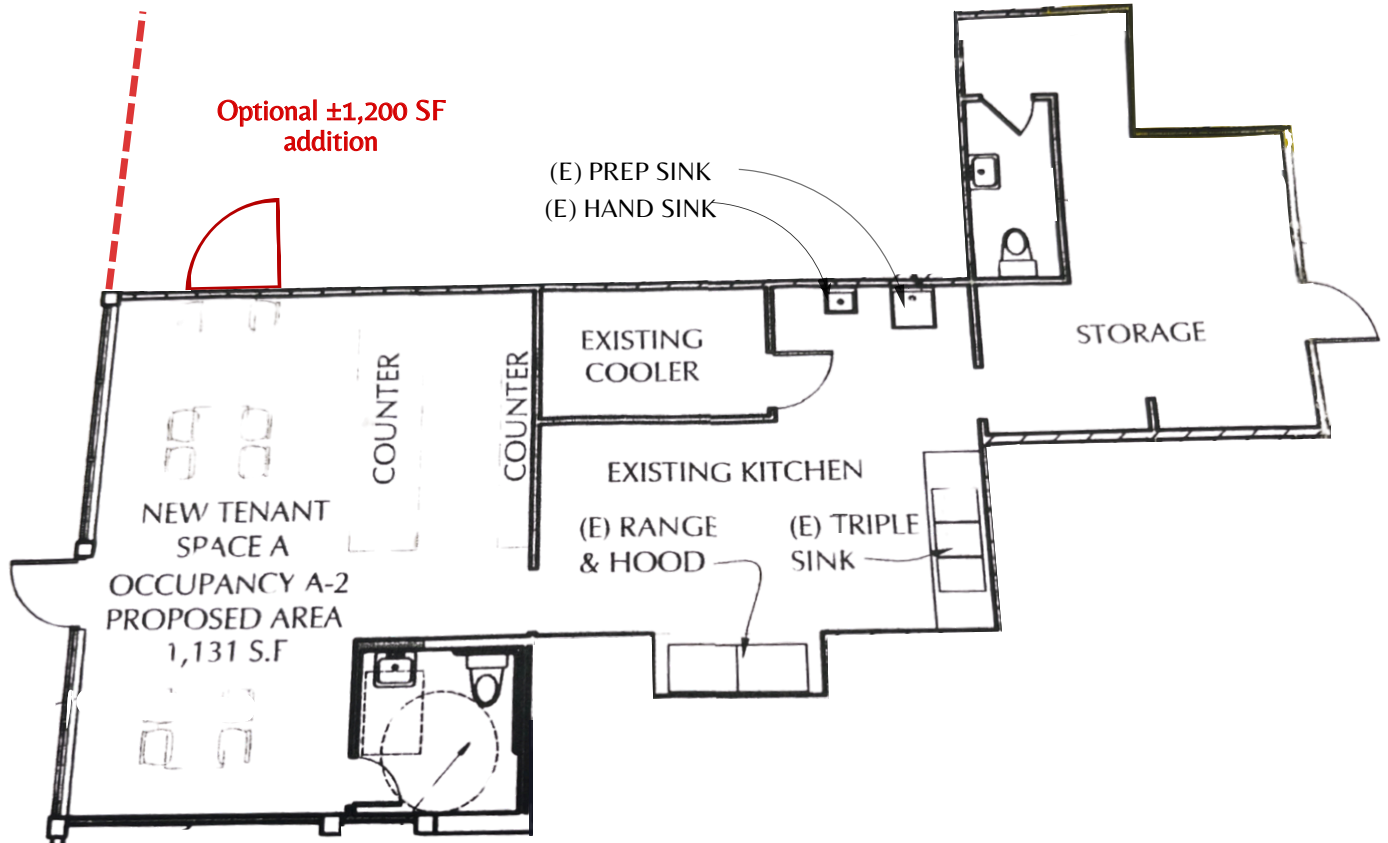 Optional ±1,200 SF
addition
(E) PREP SINK
(E) HAND SINK
EXISTING
COOLER
STORAGE
COUNTER
COUNTER
EXISTING KITCHEN
(E) RANGE
& HOOD
(E) TRIPLE
SINK
NEW TENANT
SPACE A
OCCUPANCY A-2
PROPOSED AREA
1,131 S.F